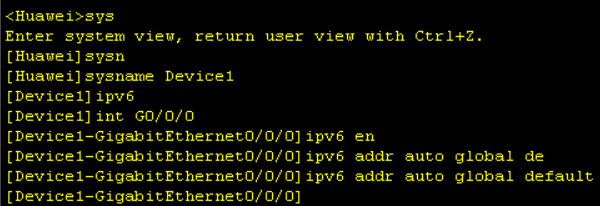 <Huawei>sys
Enter system view, return user view with Ctrl+Z.
[Huawei]sysn
[Huawei]sysname Device1
[Device1]ipv6
[Device1]int G0/0/0
[Device1-GigabitEthernet0/0/0]ipv6 en
[Device1-GigabitEthernet0/0/0]ipv6 addr auto global de
[Device1-GigabitEthernet0/0/0]ipv6 addr auto global default
[Device1-GigabitEthernet0/0/0]